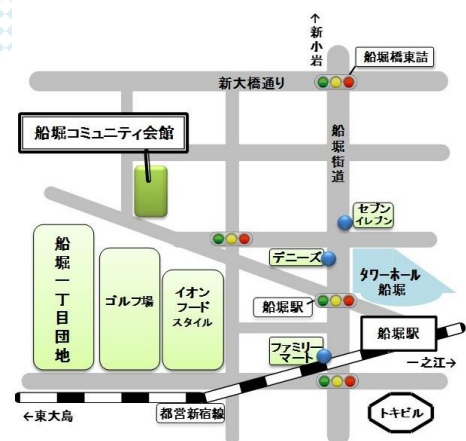 ↑新小岩
船堀橋東詰
新大橋通り
船堀コミュニティ会館
船堀街道
セブン
イレブン
デニーズ
タワーホール
船堀
船堀一丁目団地
ゴルフ場
イオン
フード
スタイル
船堀駅
船堀駅
ファミリー
マート
一之江→
←東大島
都営新宿線
トキビル